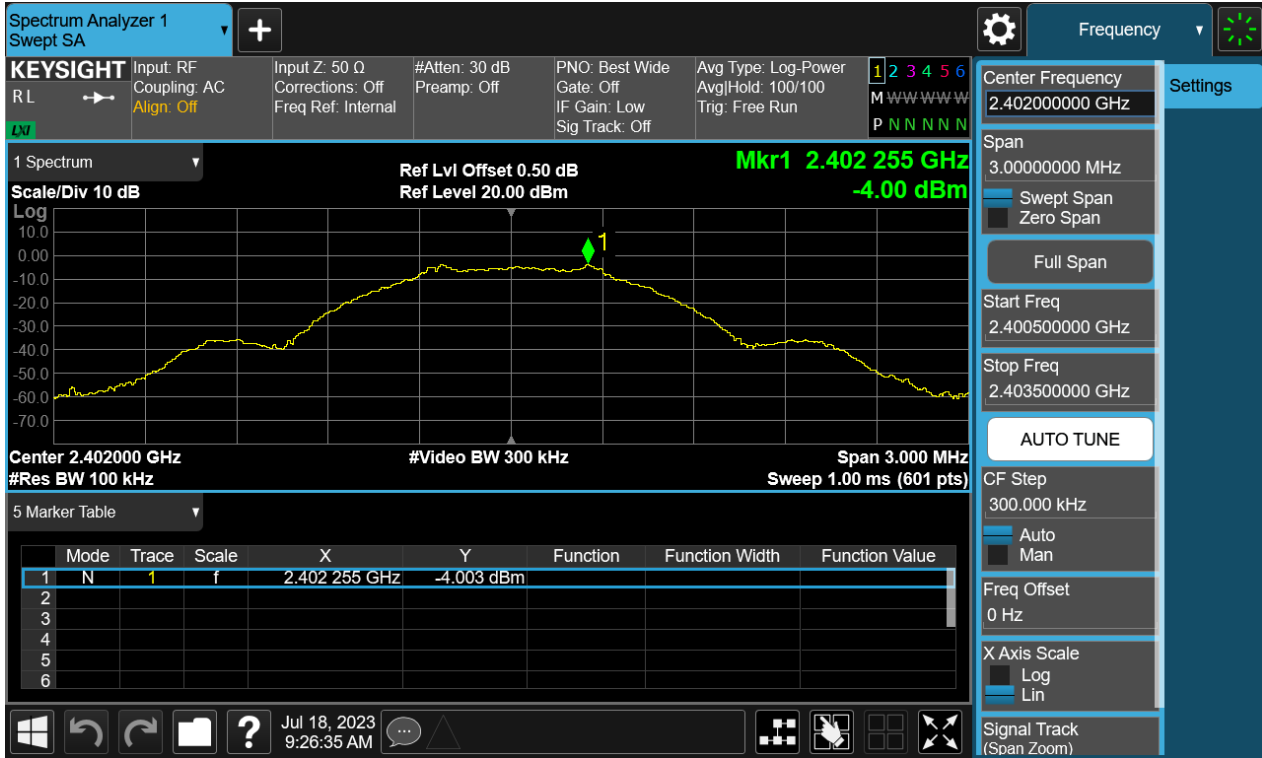 Spectrum Analyzer 1
Swept SA
+
Frequency
KEYSIGHT
R L
LXI
Input: RF
Coupling: AC
Align: Off
Input Z: 50 Ω
Corrections: Off
Freq Ref: Internal
#Atten: 30 dB
Preamp: Off
PNO: Best Wide
Gate: Off
IF Gain: Low
Sig Track: Off
Avg Type: Log-Power
Avg|Hold: 100/100
Trig: Free Run
1 2 3 4 5 6
M W W W W W
P N N N N N
1 Spectrum
Scale/Div 10 dB
Ref Lvl Offset 0.50 dB
Ref Level 20.00 dBm
Mkr1 2.402 255 GHz
-4.00 dBm
Log
10.0
0.00
-10.0
-20.0
-30.0
-40.0
-50.0
-60.0
-70.0
1
Center 2.402000 GHz
#Res BW 100 kHz
#Video BW 300 kHz
Span 3.000 MHz
Sweep 1.00 ms (601 pts)
5 Marker Table
Mode Trace Scale X Y Function Function Width Function Value
1 N 1 f 2.402 255 GHz -4.003 dBm
2
3
4
5
6
?
Jul 18, 2023
9:26:35 AM
Center Frequency
2.402000000 GHz
Settings
Span
3.00000000 MHz
Swept Span
Zero Span
Full Span
Start Freq
2.400500000 GHz
Stop Freq
2.403500000 GHz
AUTO TUNE
CF Step
300.000 kHz
Auto
Man
Freq Offset
0 Hz
X Axis Scale
Log
Lin
Signal Track
(Span Zoom)